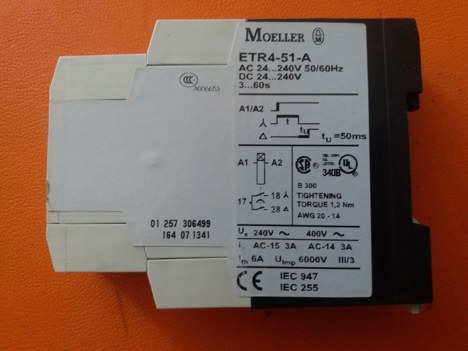 MOELLER
ETR4-51-A
AC 24...240V 50/60Hz
DC 24...240V
3...60s
A1/A2
t
tu
tu =50ms
A1 A2
17 18
28
340B
B 300
TIGHTENING
TORQUE 1,2 Nm
AWG 20 - 14
01 257 306499
164 07 1341
Ue 240V ~ 400V ~
AC-15 3A AC-14 3A
Ith 6A Uimp 6000V III/3
CE
IEC 947
IEC 255